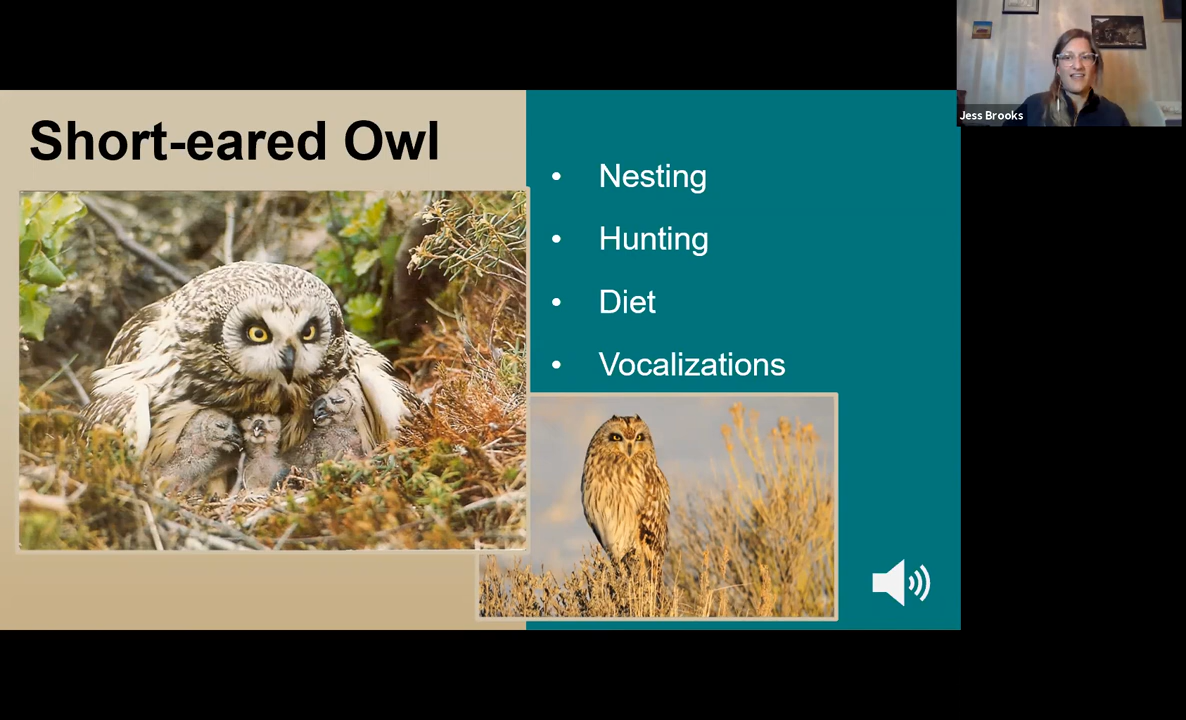 Short-eared Owl
• Nesting
• Hunting
• Diet
• Vocalizations
Jess Brooks